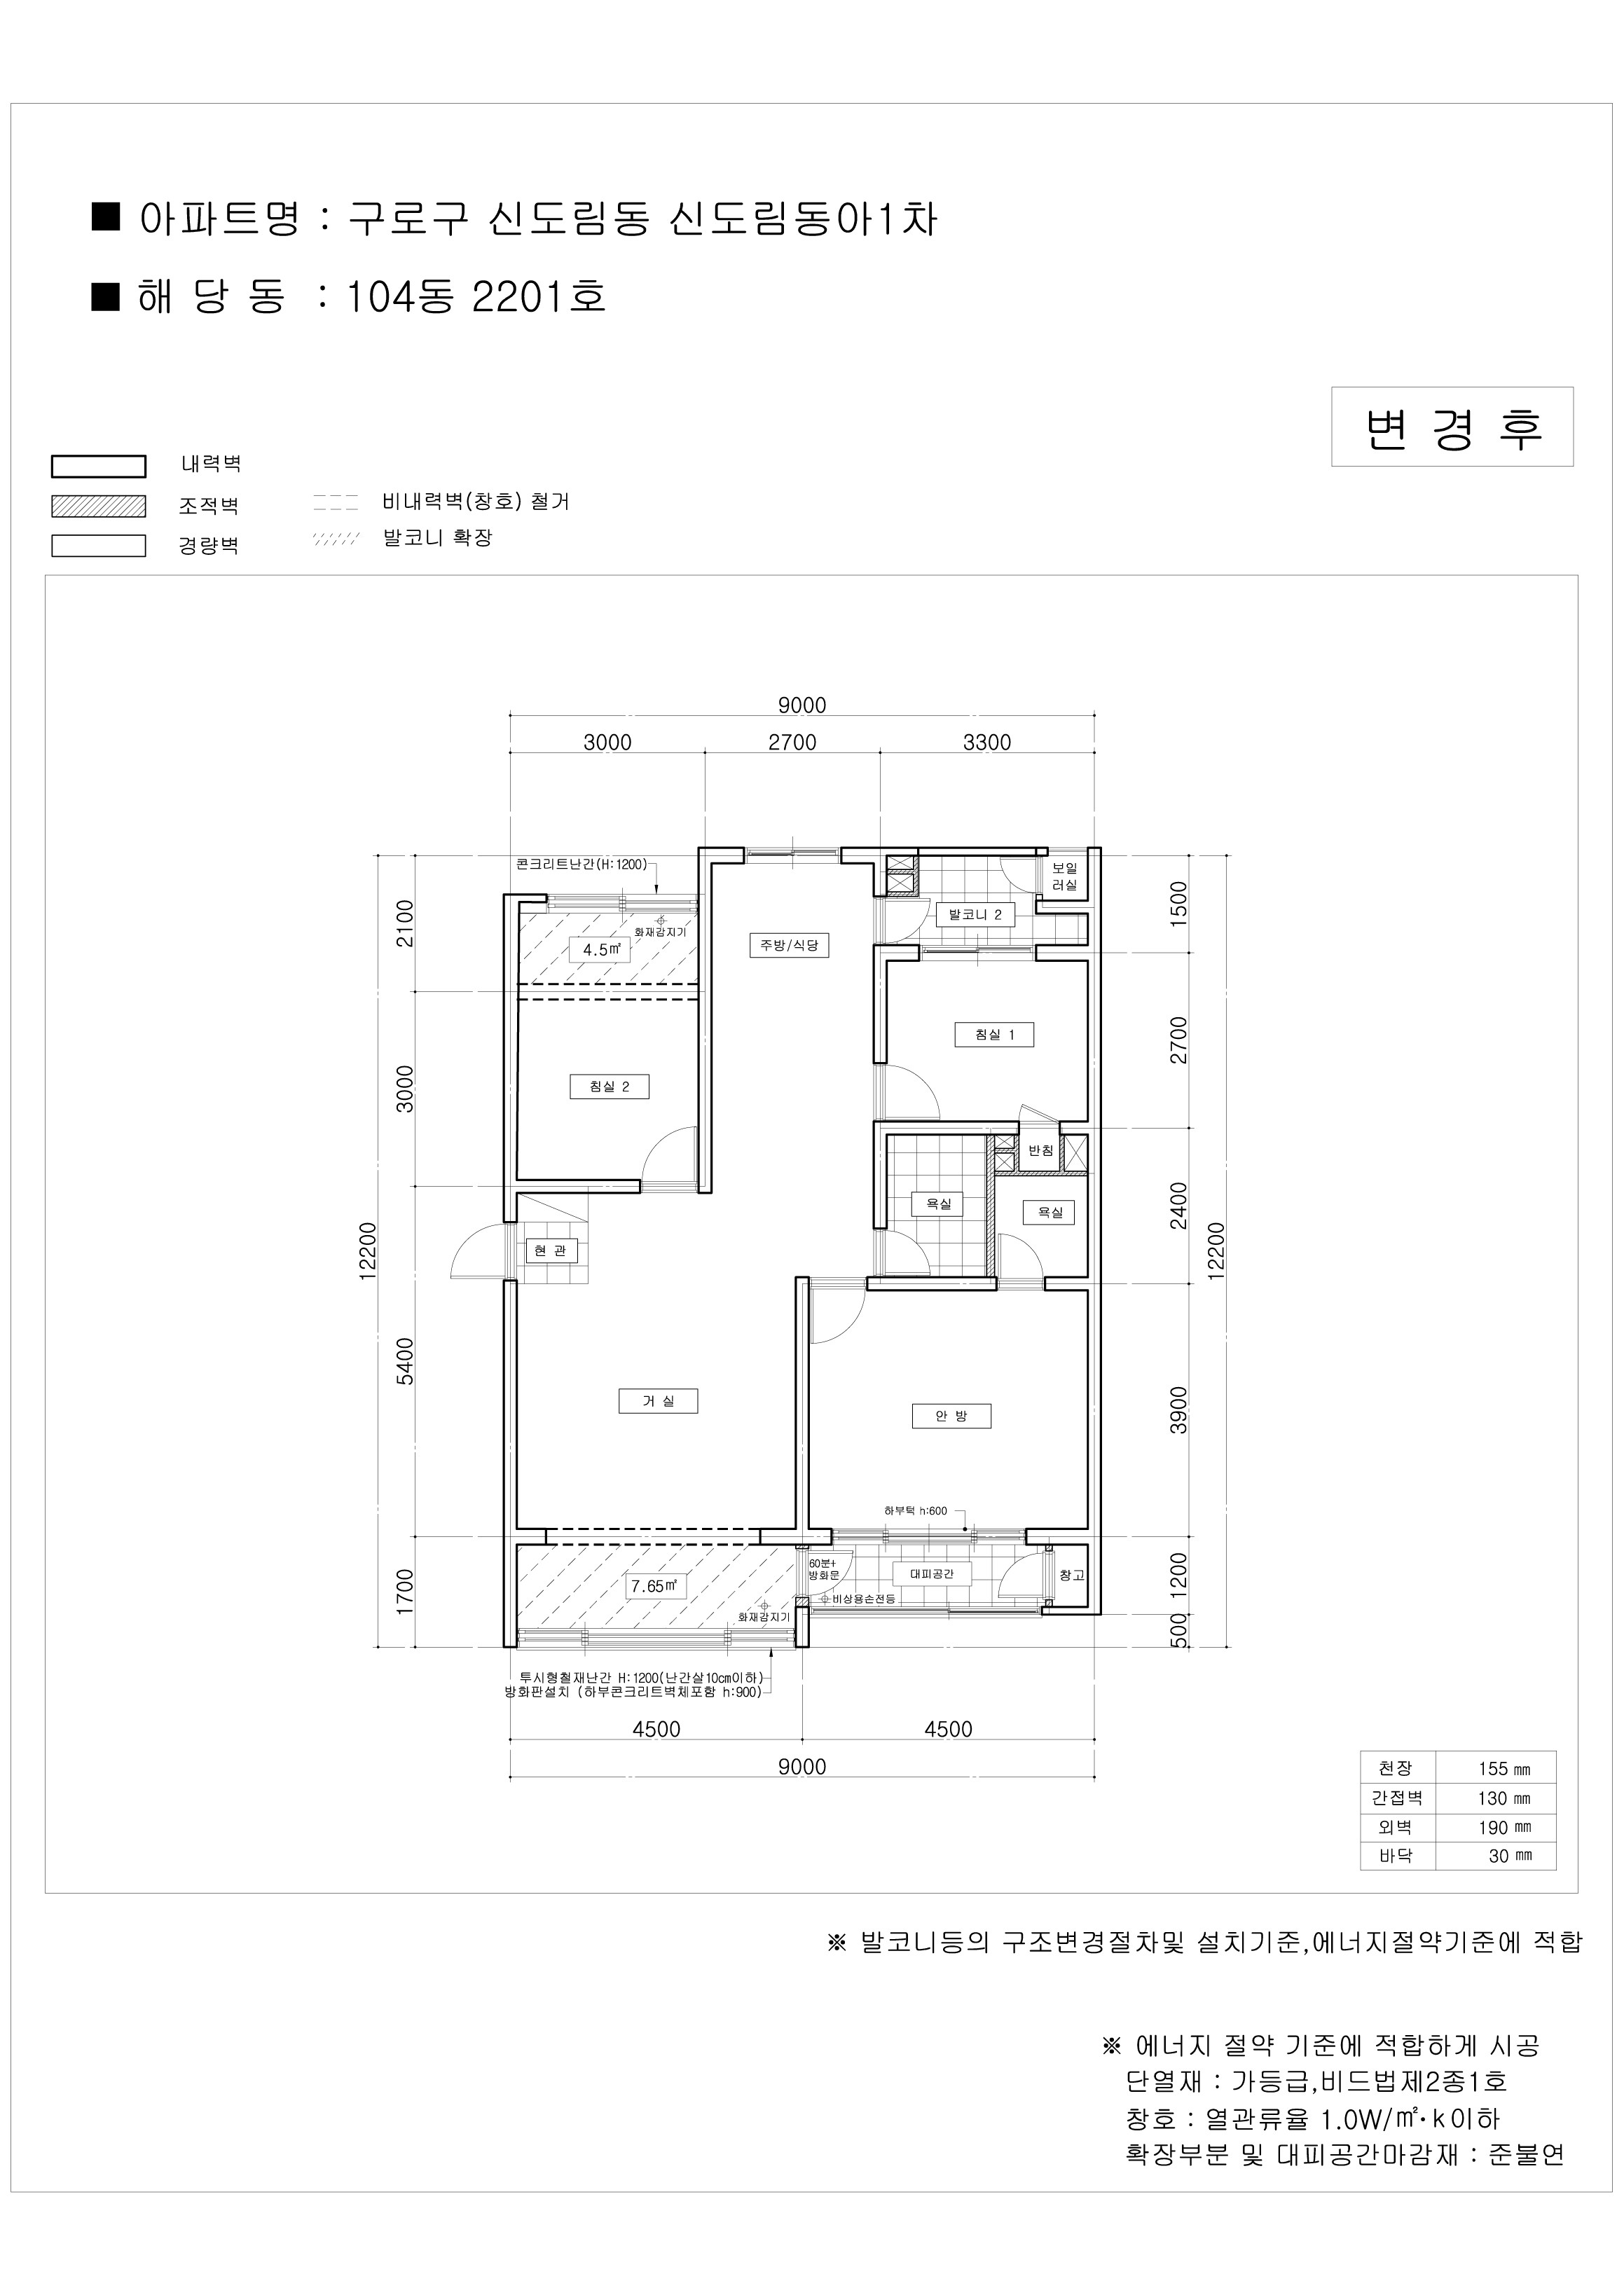 ■ 아파트명 : 구로구 신도림동 신도림동아1차
■ 해 당 동 : 104동 2201호
변 경 후
내력벽
조적벽
경량벽
비내력벽(창호) 철거
발코니 확장
9000
3000 2700 3300
콘크리트난간(H:1200)
보일
러실
발코니 2
화재감지기
4.5㎡
주방/식당
침실 1
침실 2
반침
욕실
욕실
현 관
거 실
안 방
하부턱 h:600
60분+
방화문
대피공간
창고
7.65㎡
비상용손전등
화재감지기
투시형철재난간 H:1200(난간살10cm이하)
방화판설치 (하부콘크리트벽체포함 h:900)
2100
3000
5400
1700
12200
1500
2700
2400
3900
1200
500
12200
4500 4500
9000
천장 155 ㎜
간접벽 130 ㎜
외벽 190 ㎜
바닥 30 ㎜
※ 발코니등의 구조변경절차및 설치기준,에너지절약기준에 적합
※ 에너지 절약 기준에 적합하게 시공
단열재 : 가등급,비드법제2종1호
창호 : 열관류율 1.0W/㎡·k이하
확장부분 및 대피공간마감재 : 준불연